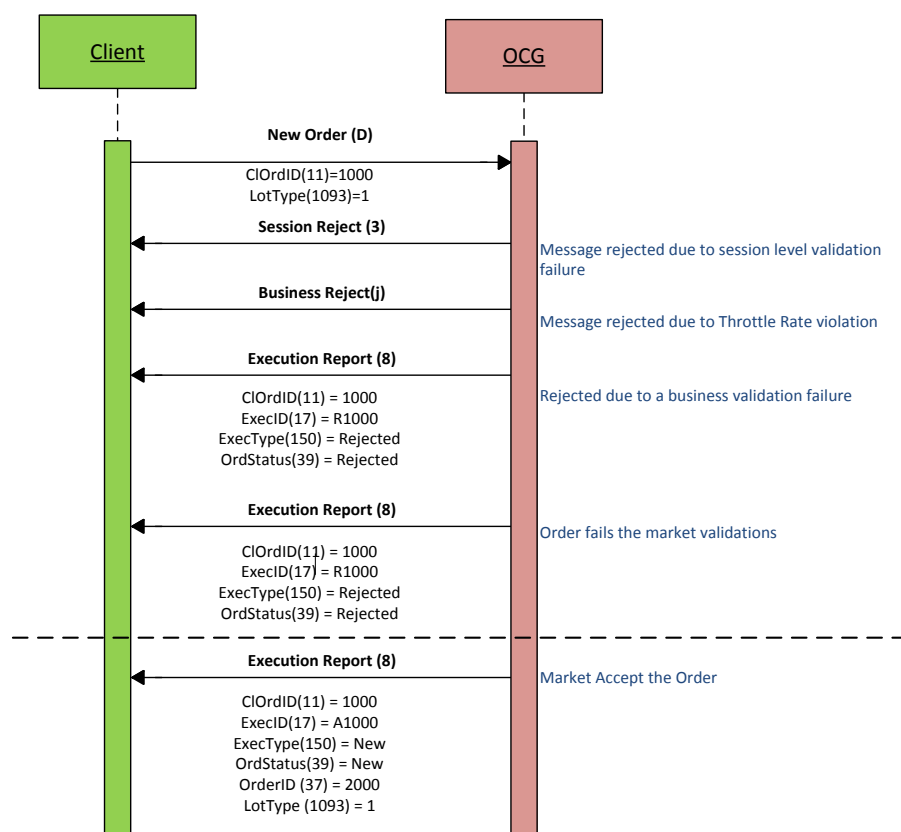 Client
OCG
New Order (D)
ClOrdID(11)=1000
LotType(1093)=1
Session Reject (3)
Message rejected due to session level validation
failure
Business Reject(j)
Message rejected due to Throttle Rate violation
Execution Report (8)
Rejected due to a business validation failure
ClOrdID(11) = 1000
ExecID(17) = R1000
ExecType(150) = Rejected
OrdStatus(39) = Rejected
Execution Report (8)
Order fails the market validations
ClOrdID(11) = 1000
ExecID(17) = R1000
ExecType(150) = Rejected
OrdStatus(39) = Rejected
Execution Report (8)
Market Accept the Order
ClOrdID(11) = 1000
ExecID(17) = A1000
ExecType(150) = New
OrdStatus(39) = New
OrderID (37) = 2000
LotType (1093) = 1